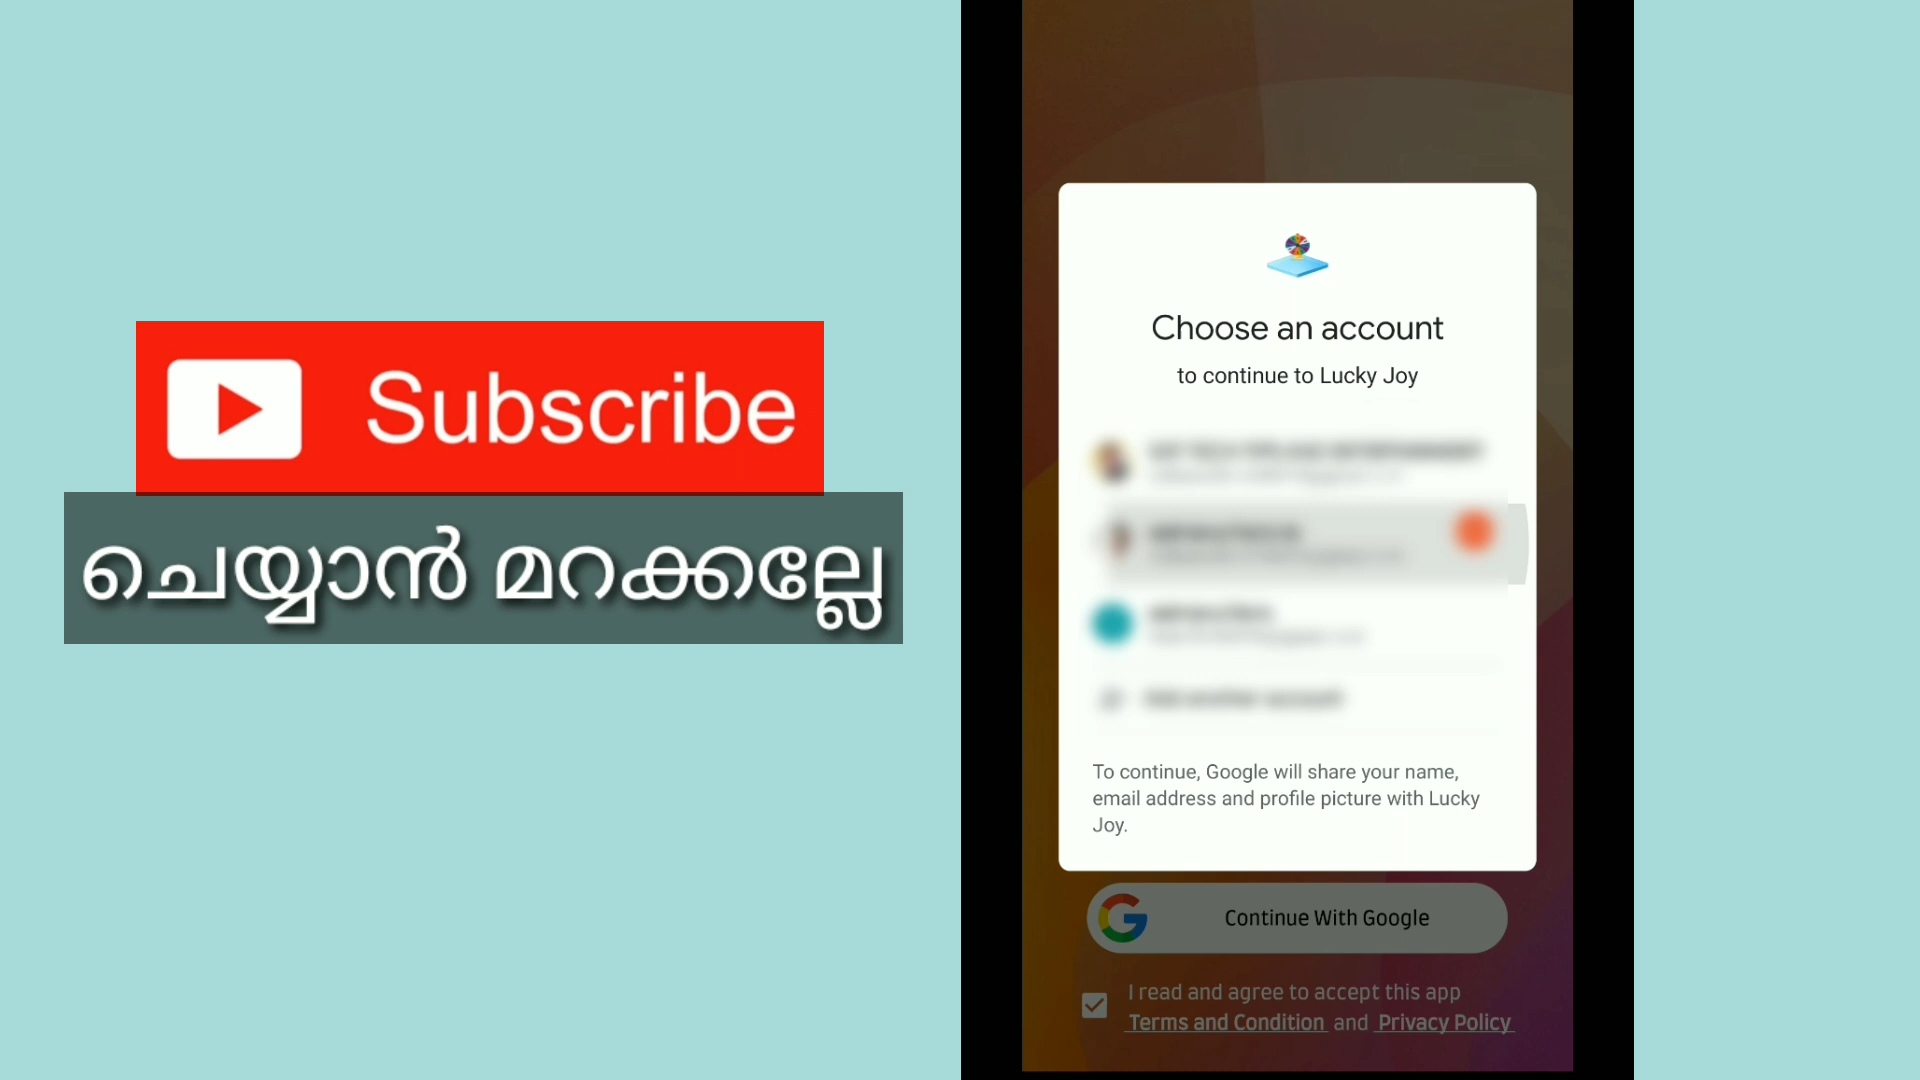 Subscribe
ചെയ്യാൻ മറക്കല്ലേ
Choose an account
to continue to Lucky Joy
To continue, Google will share your name,
email address and profile picture with Lucky
Joy.
Continue With Google
I read and agree to accept this app
Terms and Condition and Privacy Policy